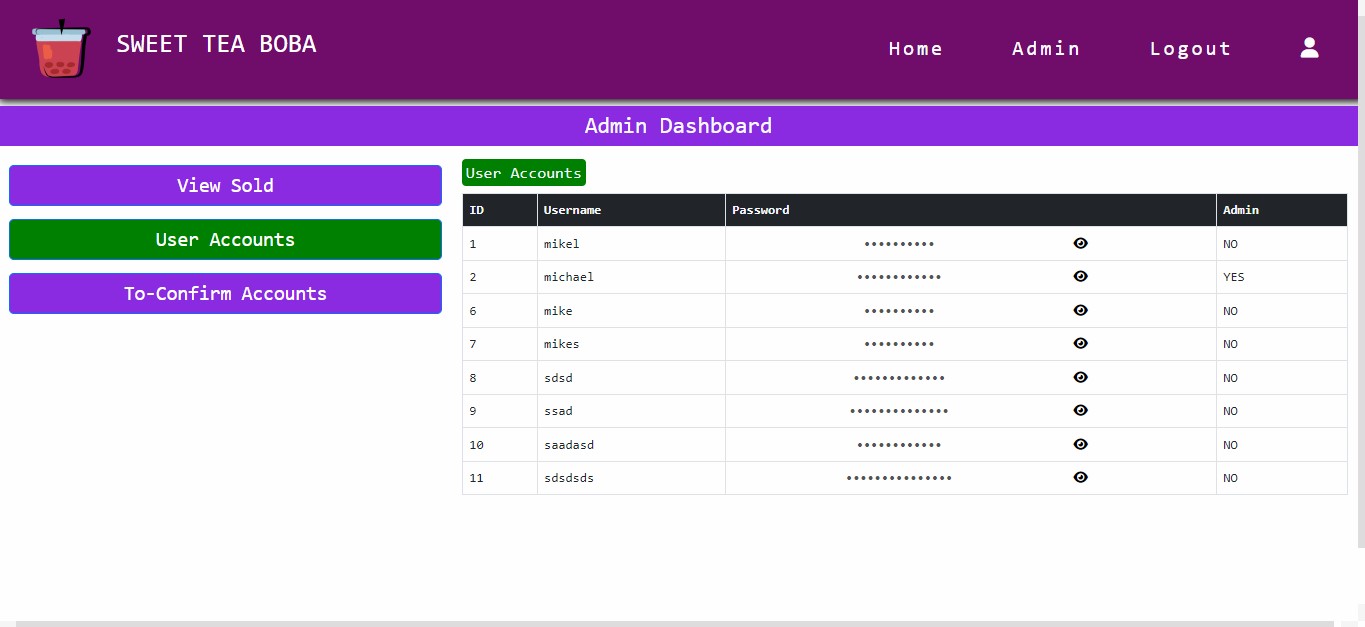 SWEET TEA BOBA
Home Admin Logout
Admin Dashboard
View Sold
User Accounts
To-Confirm Accounts
User Accounts
ID Username Password Admin
1 mikel •••••••••• NO
2 michael •••••••••••• YES
6 mike •••••••••• NO
7 mikes •••••••••• NO
8 sdsd ••••••••••••• NO
9 ssad •••••••••••••• NO
10 saadasd •••••••••••• NO
11 sdsdsds ••••••••••••••• NO